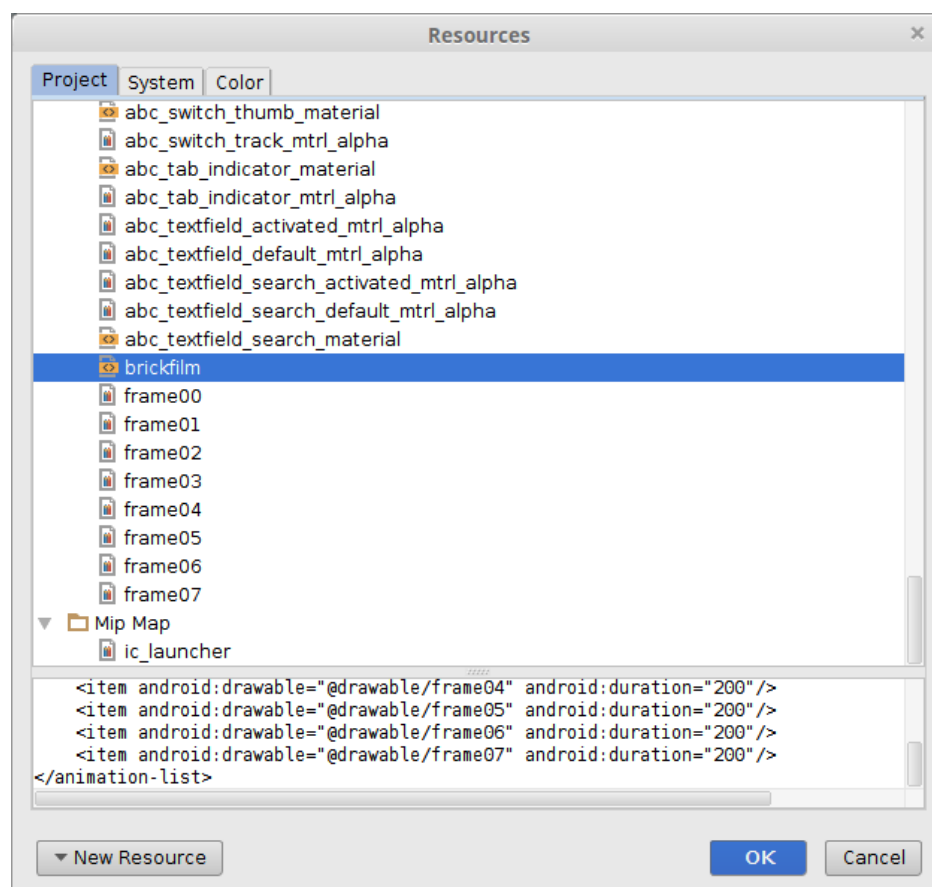 Resources
Project System Color
abc_switch_thumb_material
abc_switch_track_mtrl_alpha
abc_tab_indicator_material
abc_tab_indicator_mtrl_alpha
abc_textfield_activated_mtrl_alpha
abc_textfield_default_mtrl_alpha
abc_textfield_search_activated_mtrl_alpha
abc_textfield_search_default_mtrl_alpha
abc_textfield_search_material
brickfilm
frame00
frame01
frame02
frame03
frame04
frame05
frame06
frame07
Mip Map
ic_launcher
<item android:drawable="@drawable/frame04" android:duration="200"/>
<item android:drawable="@drawable/frame05" android:duration="200"/>
<item android:drawable="@drawable/frame06" android:duration="200"/>
<item android:drawable="@drawable/frame07" android:duration="200"/>
</animation-list>
New Resource OK Cancel